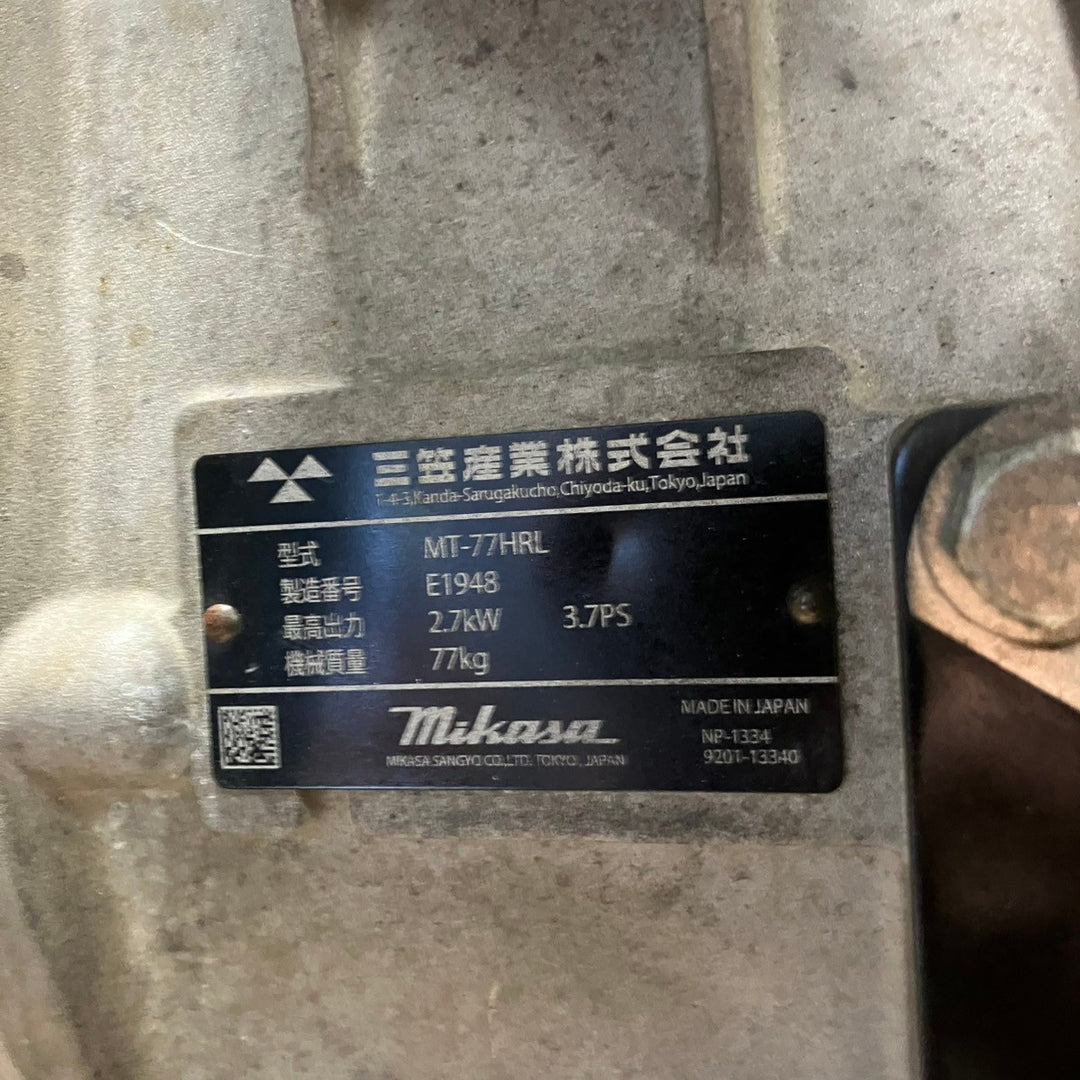 三笠産業株式会社
1-4-3,Kanda-Sarugakucho,Chiyoda-ku,Tokyo,Japan
型式 MT-77HRL
製造番号 E1948
最高出力 2.7kW 3.7PS
機械質量 77kg
mikasa
MIKASA SANGYO CO.,LTD. TOKYO, JAPAN
MADE IN JAPAN
NP-1334
9201-13340